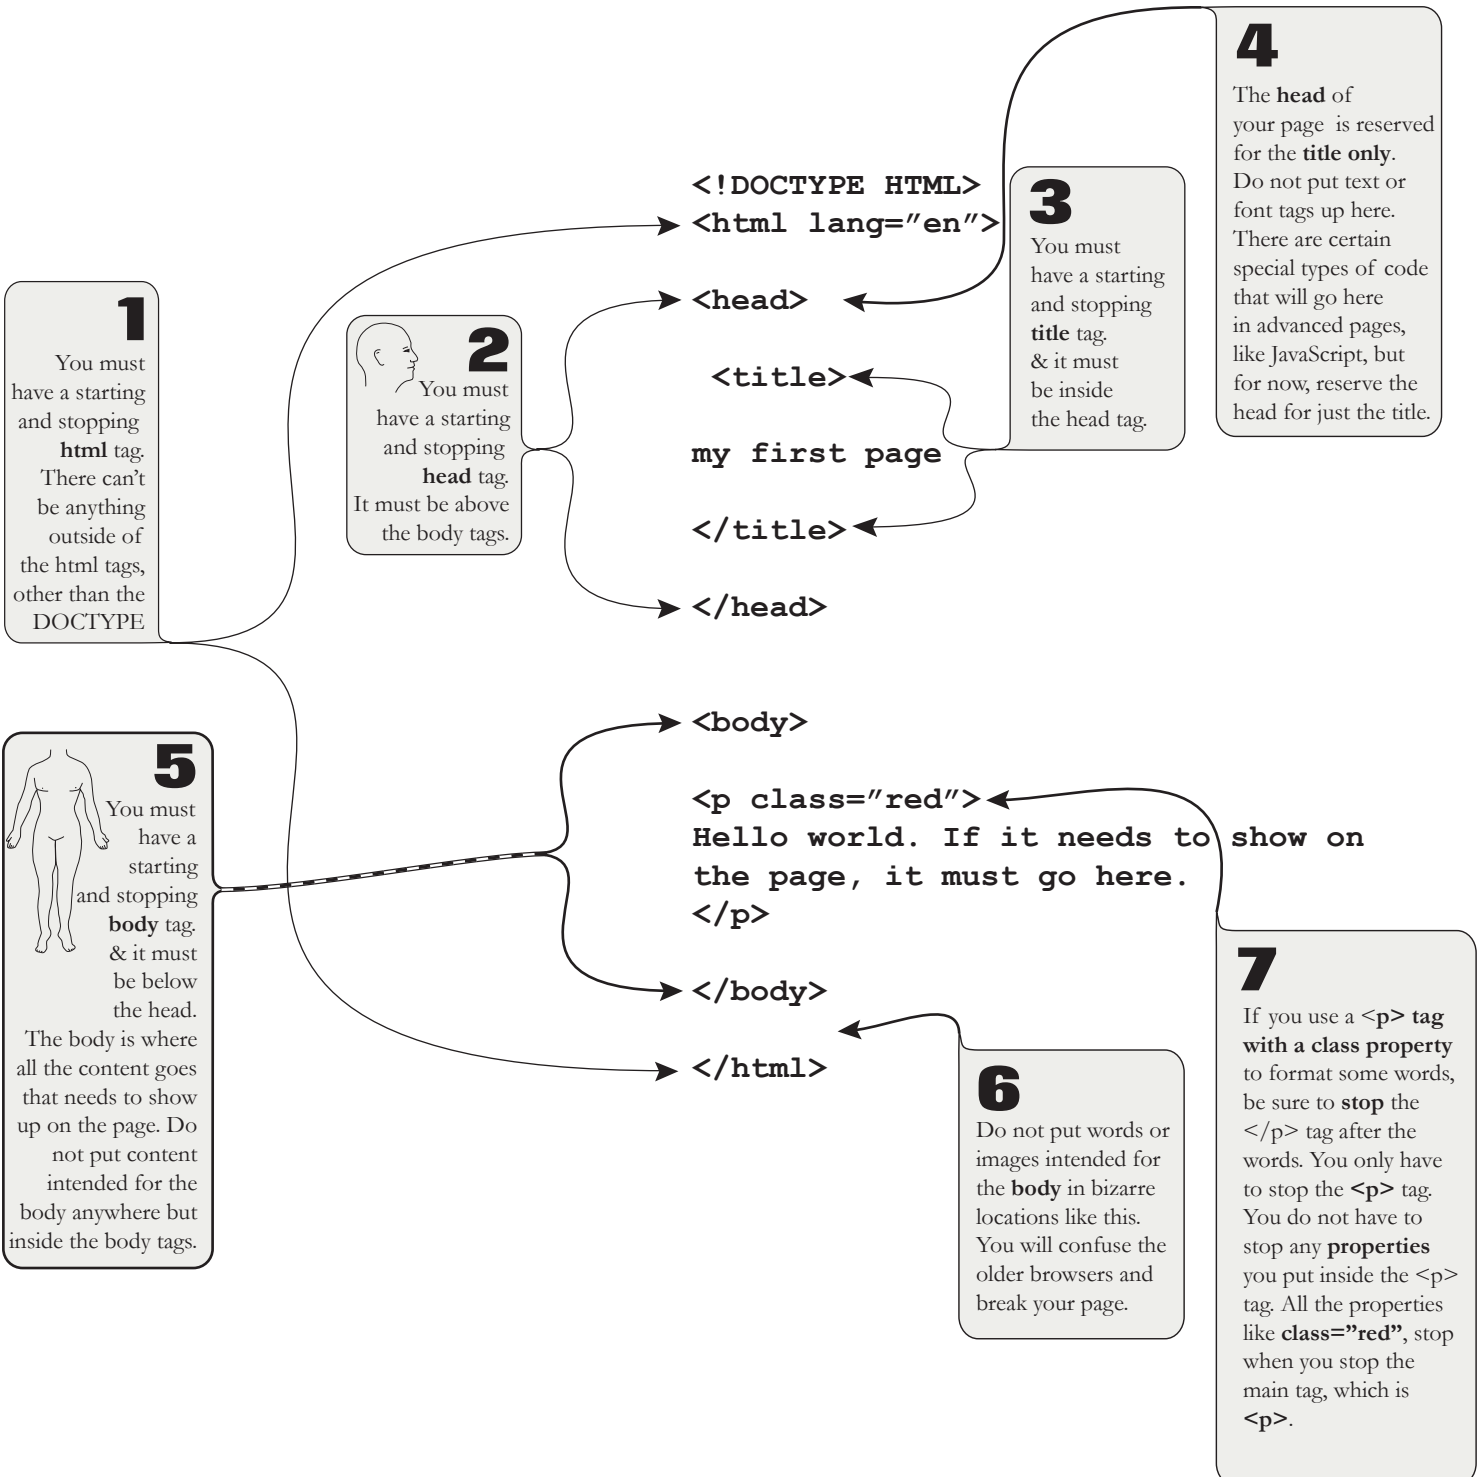 4
The head of
your page is reserved
for the title only.
Do not put text or
font tags up here.
There are certain
special types of code
that will go here
in advanced pages,
like JavaScript, but
for now, reserve the
head for just the title.
<!DOCTYPE HTML>
<html lang=”en”>
<head>
<title>
my first page
</title>
</head>
3
You must
have a starting
and stopping
title tag.
& it must
be inside
the head tag.
1
You must
have a starting
and stopping
html tag.
There can't
be anything
outside of
the html tags,
other than the
DOCTYPE
2
You must
have a starting
and stopping
head tag.
It must be above
the body tags.
<body>
<p class=”red”>
Hello world. If it needs to show on
the page, it must go here.
</p>
</body>
</html>
5
You must
have a
starting
and stopping
body tag.
& it must
be below
the head.
The body is where
all the content goes
that needs to show
up on the page. Do
not put content
intended for the
body anywhere but
inside the body tags.
6
Do not put words or
images intended for
the body in bizarre
locations like this.
You will confuse the
older browsers and
break your page.
7
If you use a <p> tag
with a class property
to format some words,
be sure to stop the
</p> tag after the
words. You only have
to stop the <p> tag.
You do not have to
stop any properties
you put inside the <p>
tag. All the properties
like class=”red”, stop
when you stop the
main tag, which is
<p>.